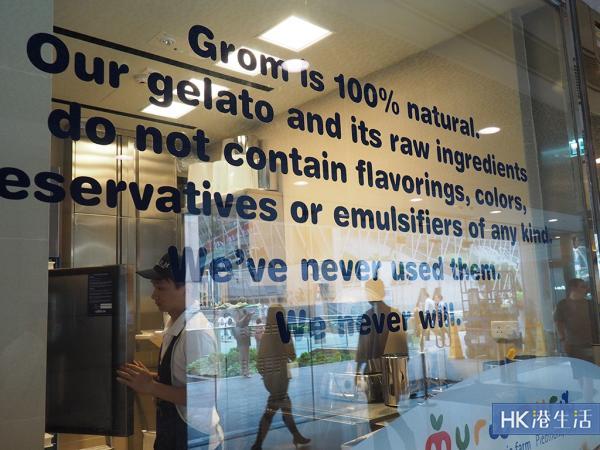 Grom is 100% natural.
Our gelato and its raw ingredients
do not contain flavorings, colors,
eservatives or emulsifiers of any kind.
We've never used them.
We never will.
HK港生活